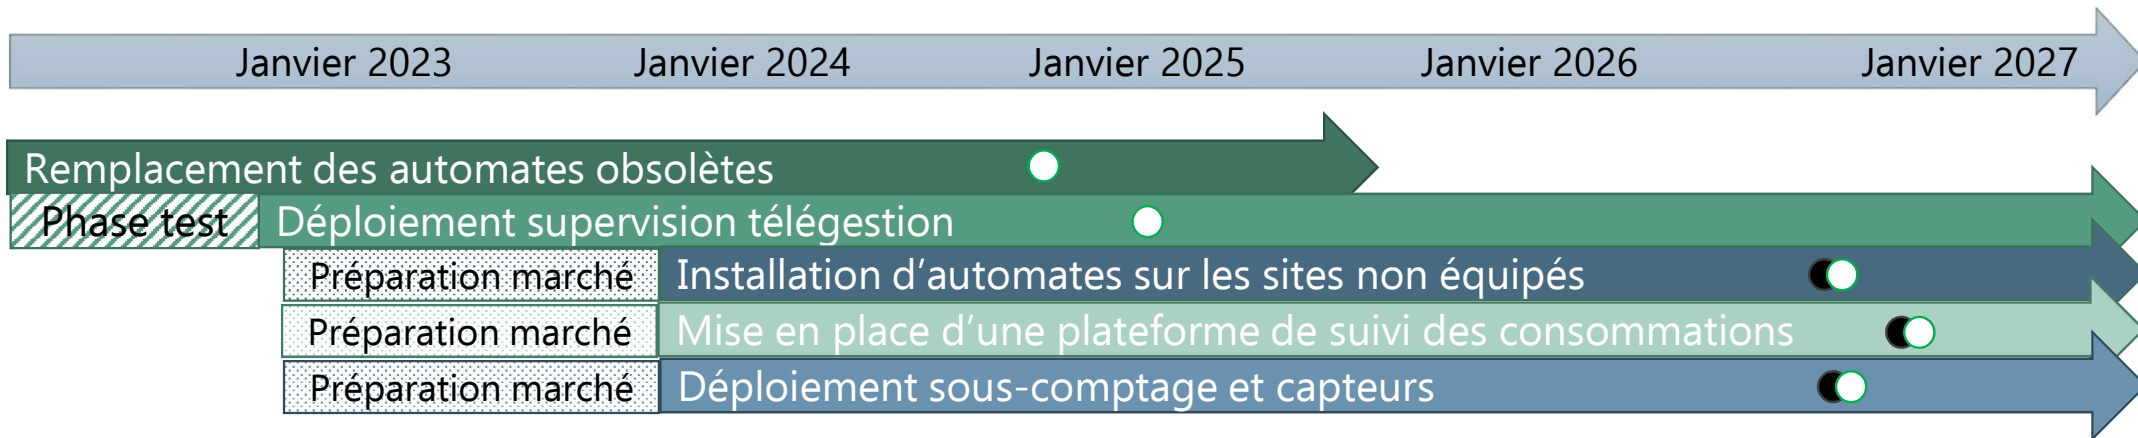 Janvier 2023 Janvier 2024 Janvier 2025 Janvier 2026 Janvier 2027
Remplacement des automates obsolètes
Phase test Déploiement supervision télégestion
Préparation marché Installation d’automates sur les sites non équipés
Préparation marché Mise en place d’une plateforme de suivi des consommations
Préparation marché Déploiement sous-comptage et capteurs